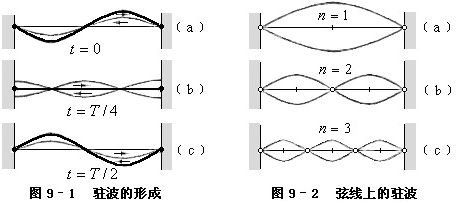 (a)
t=0
(b)
t=T/4
(c)
t=T/2
图 9-1 驻波的形成
n=1
(a)
n=2
(b)
n=3
(c)
图 9-2 弦线上的驻波